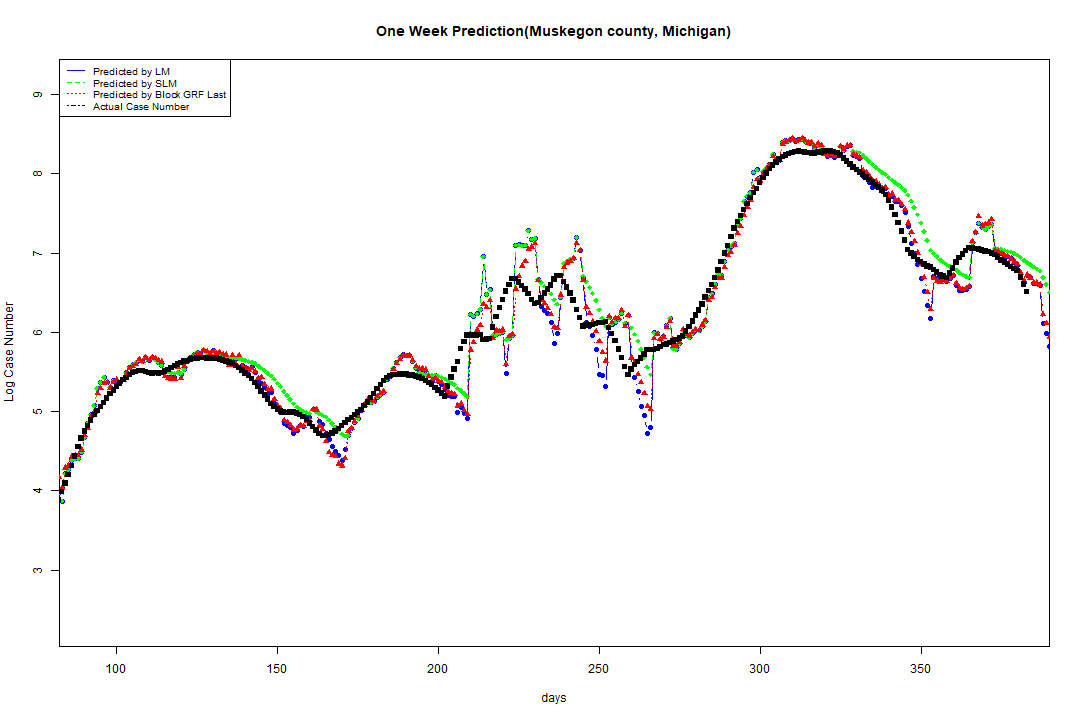 One Week Prediction(Muskegon county, Michigan)
Predicted by LM
Predicted by SLM
Predicted by Block GRF Last
Actual Case Number
Log Case Number
9
8
7
6
5
4
3
100 150 200 250 300 350
days